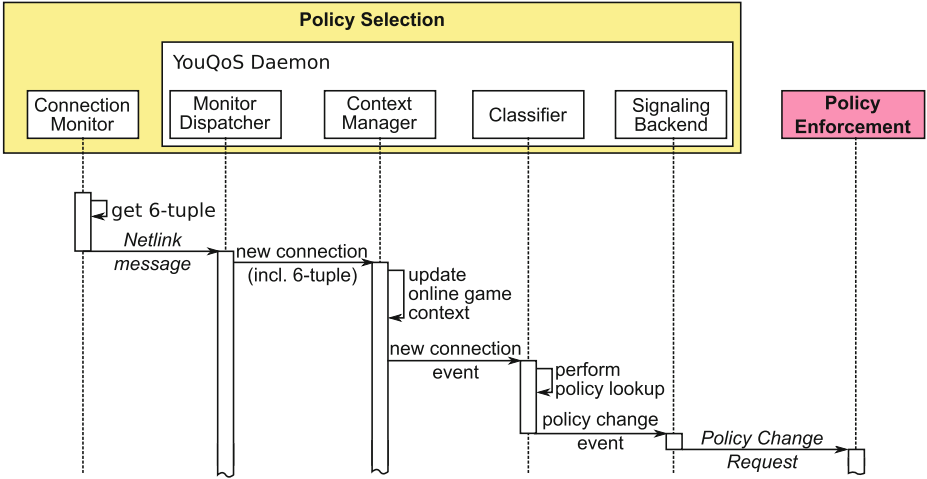 Policy Selection
YouQoS Daemon
Connection
Monitor
Monitor
Dispatcher
Context
Manager
Classifier
Signaling
Backend
Policy
Enforcement
get 6-tuple
Netlink
message
new connection
(incl. 6-tuple)
update
online game
context
new connection
event
perform
policy lookup
policy change
event
Policy Change
Request